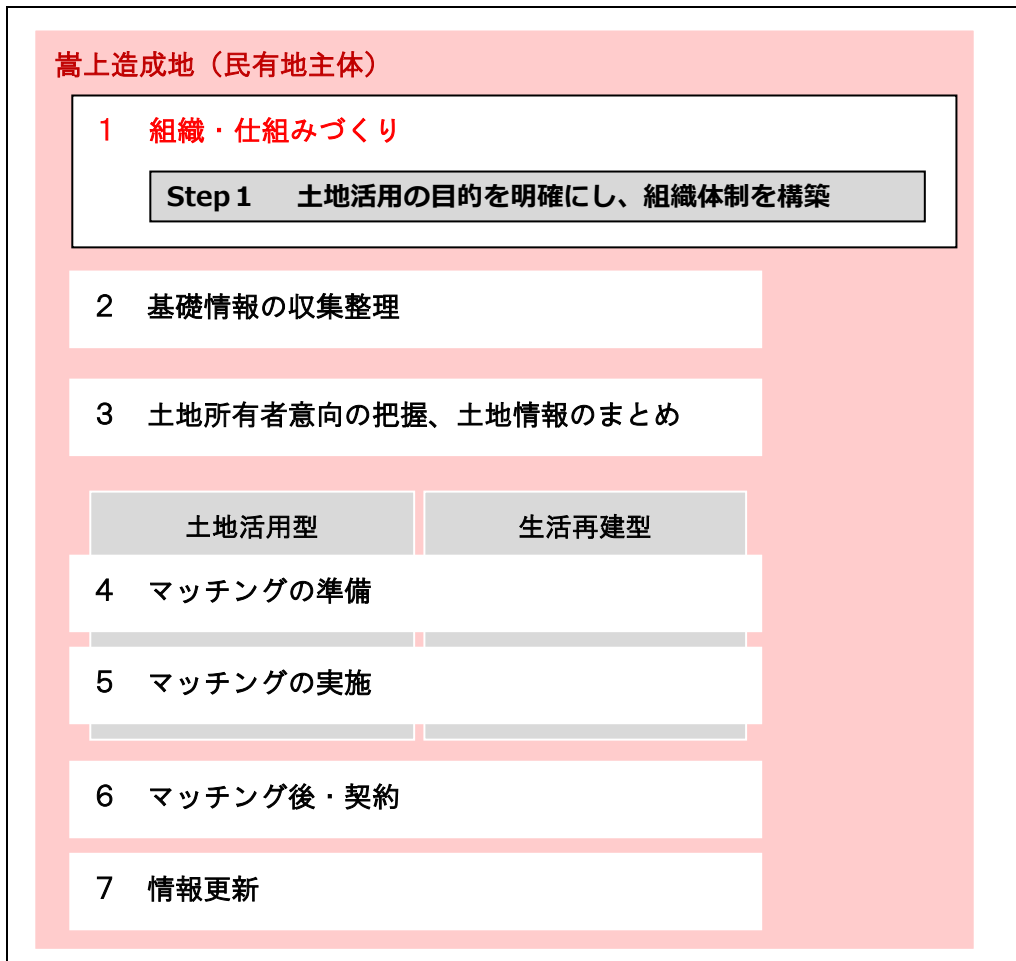 嵩上造成地（民有地主体）
１　組織・仕組みづくり
Step１　土地活用の目的を明確にし、組織体制を構築
２　基礎情報の収集整理
３　土地所有者意向の把握、土地情報のまとめ
土地活用型　生活再建型
４　マッチングの準備
５　マッチングの実施
６　マッチング後・契約
７　情報更新